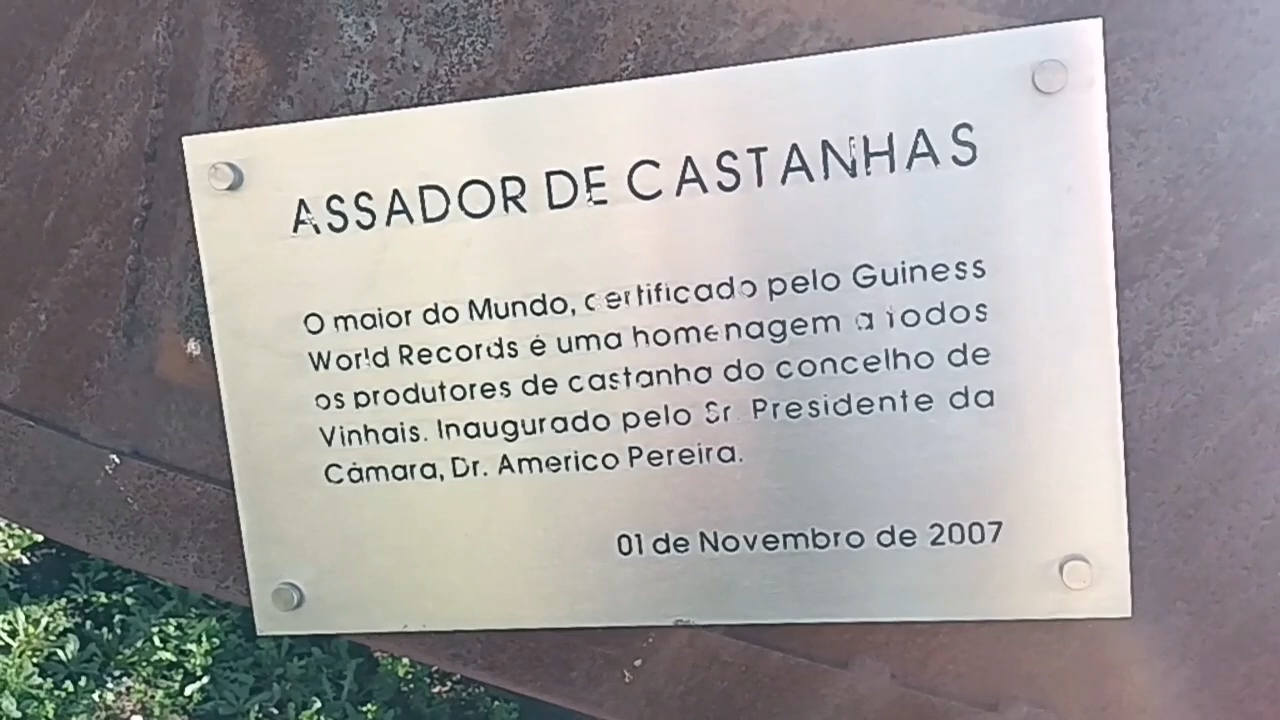 ASSADOR DE CASTANHAS
O maior do Mundo, certificado pelo Guiness
World Records é uma homenagem a todos
os produtores de castanha do concelho de
Vinhais. Inaugurado pelo Sr. Presidente da
Câmara, Dr. Americo Pereira.
01 de Novembro de 2007